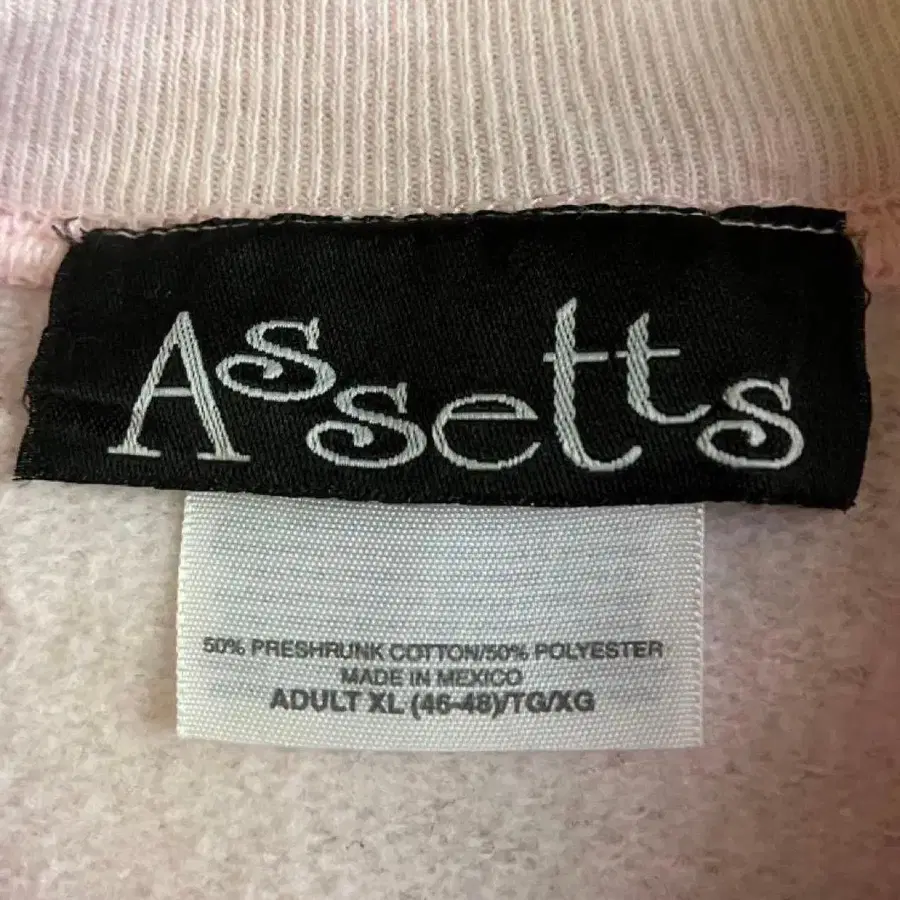 Assetts
50% PRESHRUNK COTTON/50% POLYESTER
MADE IN MEXICO
ADULT XL (46-48)/TG/XG